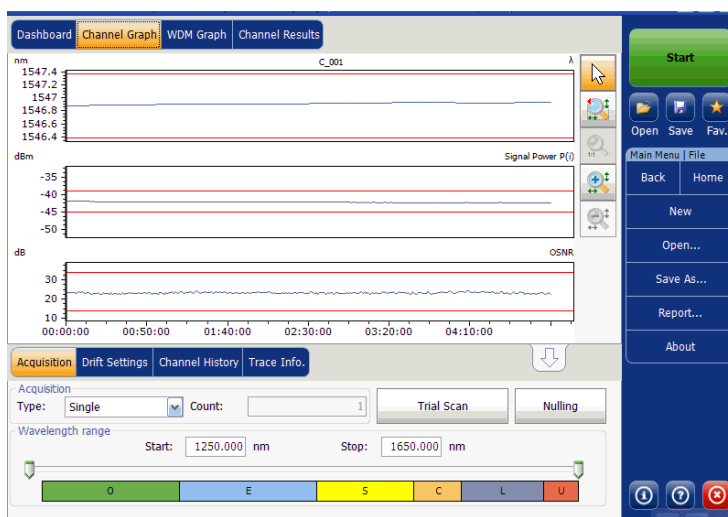 Dashboard Channel Graph WDM Graph Channel Results
nm C_001 λ
1547.4
1547.2
1547
1546.8
1546.6
1546.4
dBm Signal Power P(i)
-35
-40
-45
-50
dB OSNR
30
20
10
00:00:00 00:50:00 01:40:00 02:30:00 03:20:00 04:10:00
Acquisition Drift Settings Channel History Trace Info.
Acquisition
Type: Single Count: 1 Trial Scan Nulling
Wavelength range
Start: 1250.000 nm Stop: 1650.000 nm
O E S C L U
Start
Open Save Fav.
Main Menu | File
Back Home
New
Open...
Save As...
Report...
About